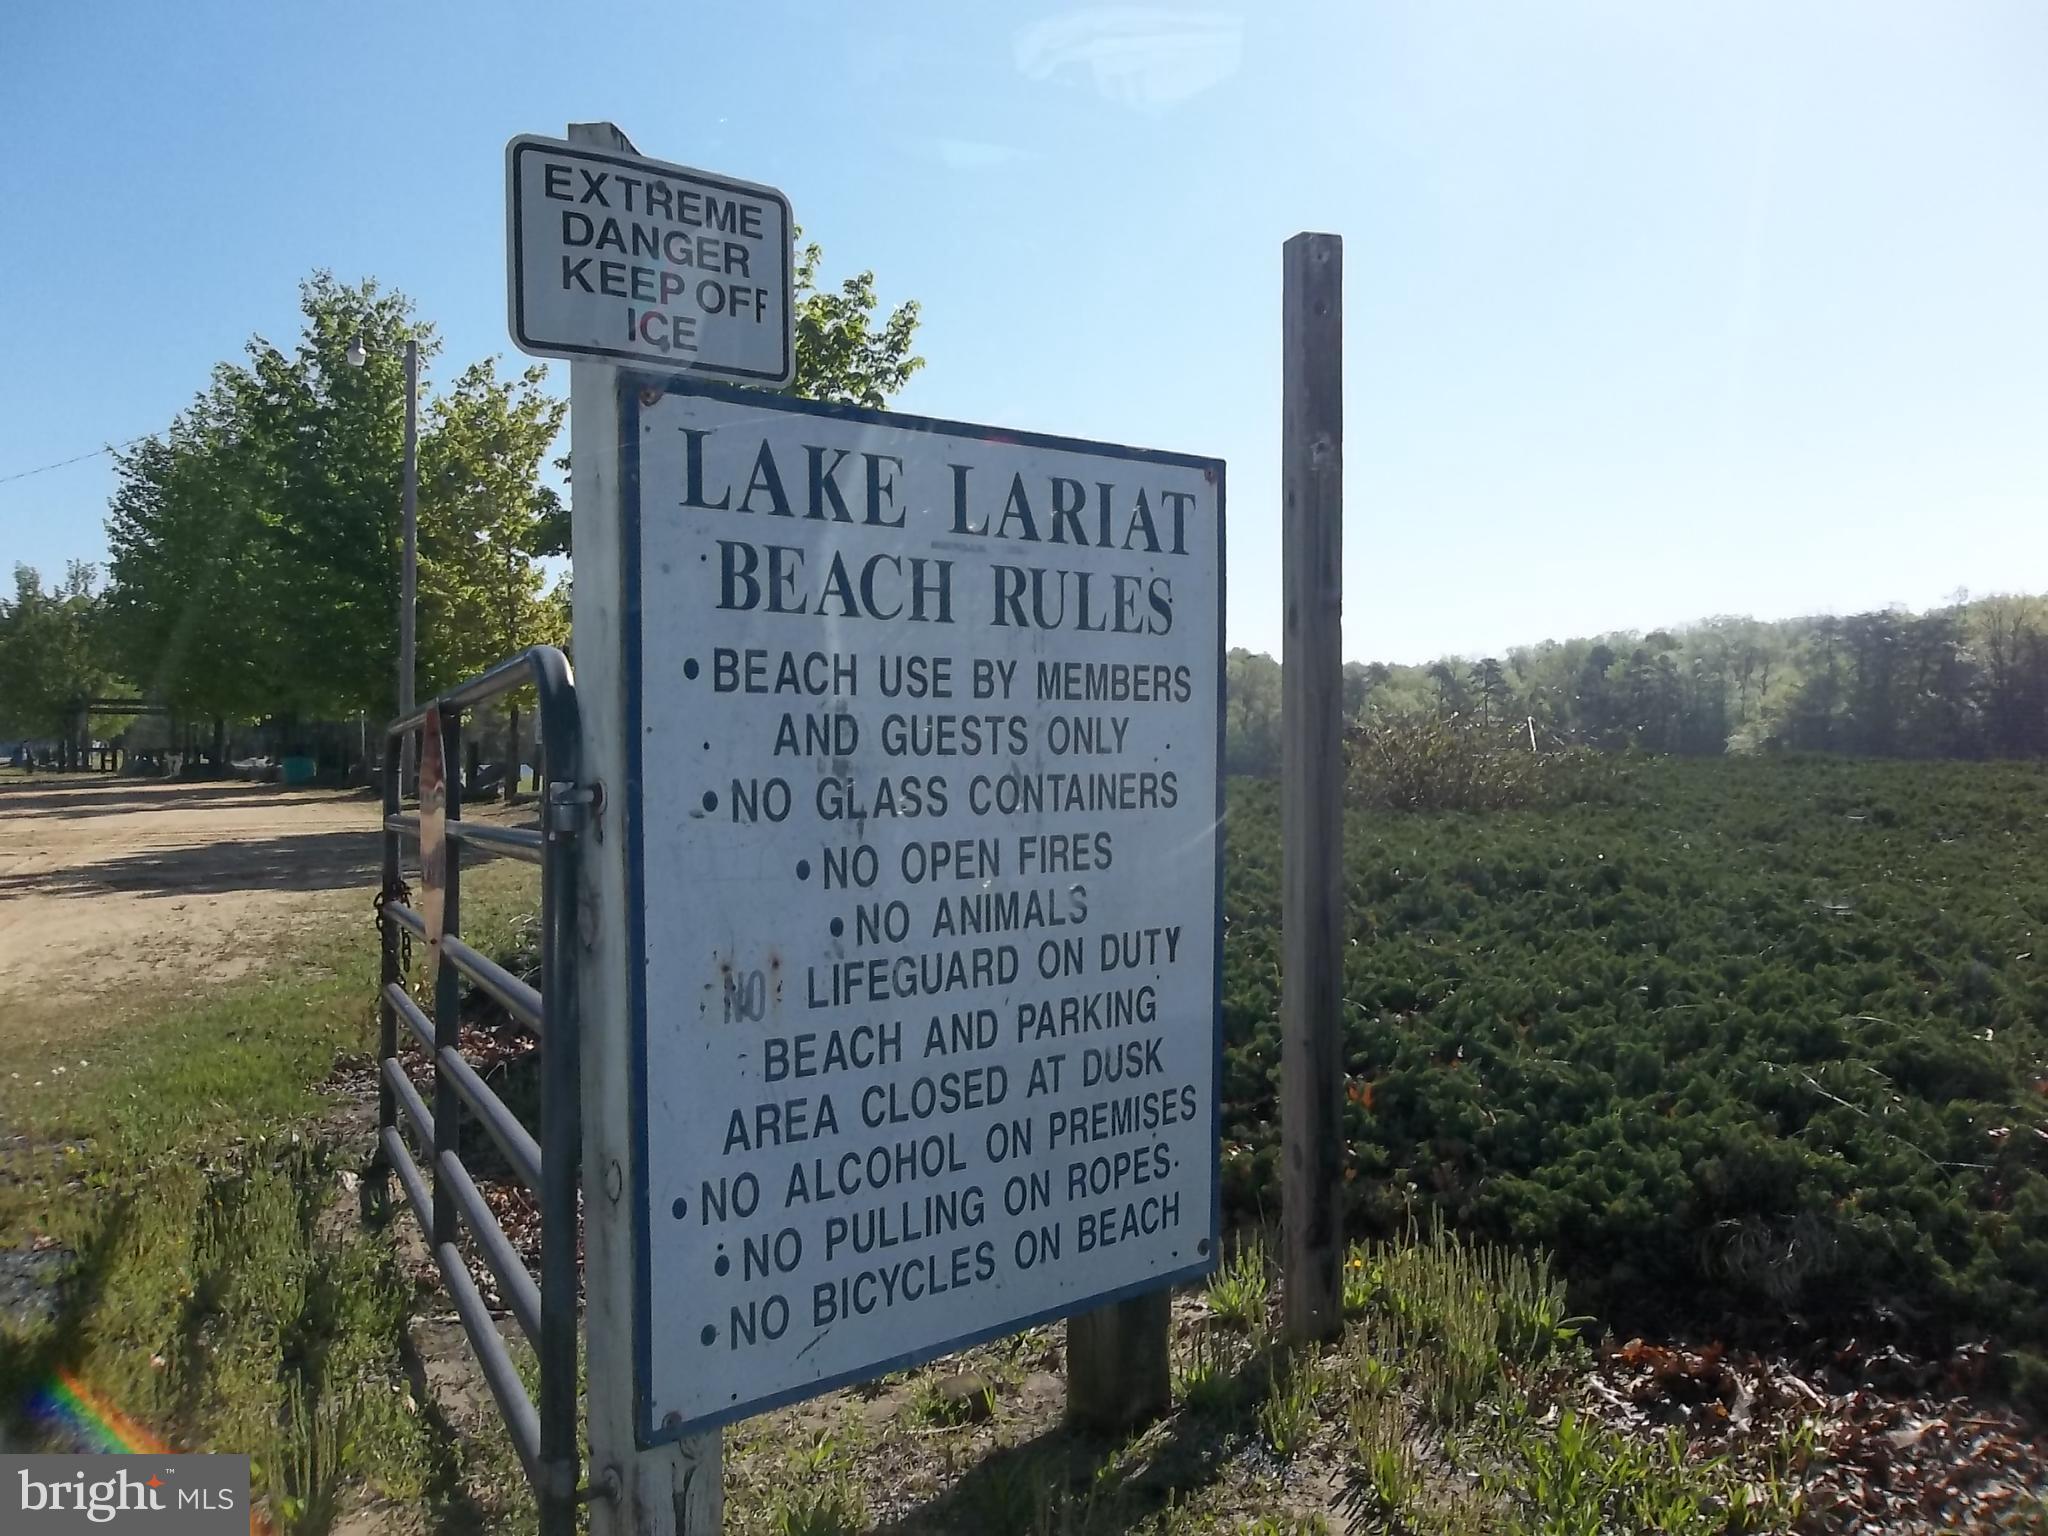 EXTREME
DANGER
KEEP OFF
ICE
LAKE LARIAT
BEACH RULES
• BEACH USE BY MEMBERS
AND GUESTS ONLY
• NO GLASS CONTAINERS
• NO OPEN FIRES
• NO ANIMALS
NO LIFEGUARD ON DUTY
BEACH AND PARKING
AREA CLOSED AT DUSK
• NO ALCOHOL ON PREMISES
• NO PULLING ON ROPES
• NO BICYCLES ON BEACH
bright™ MLS